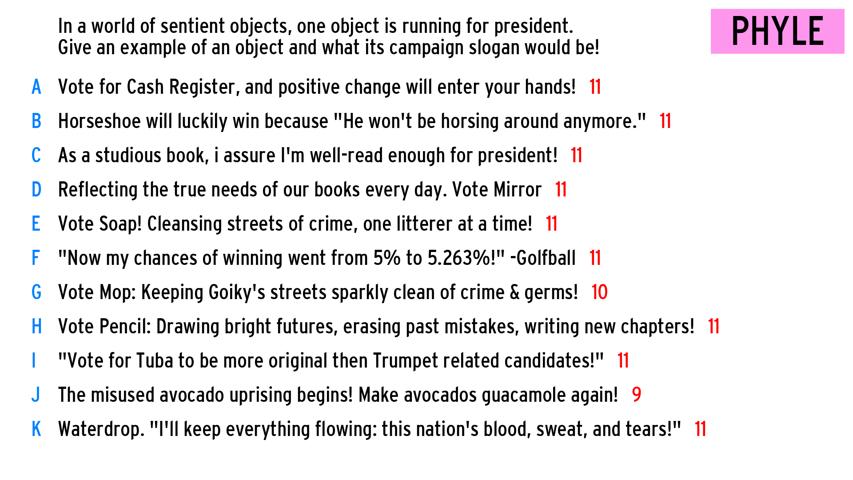 In a world of sentient objects, one object is running for president.
Give an example of an object and what its campaign slogan would be!
PHYLE
A Vote for Cash Register, and positive change will enter your hands! 11
B Horseshoe will luckily win because "He won't be horsing around anymore." 11
C As a studious book, i assure I'm well-read enough for president! 11
D Reflecting the true needs of our books every day. Vote Mirror 11
E Vote Soap! Cleansing streets of crime, one litterer at a time! 11
F "Now my chances of winning went from 5% to 5.263%!" -Golfball 11
G Vote Mop: Keeping Goiky's streets sparkly clean of crime & germs! 10
H Vote Pencil: Drawing bright futures, erasing past mistakes, writing new chapters! 11
I "Vote for Tuba to be more original then Trumpet related candidates!" 11
J The misused avocado uprising begins! Make avocados guacamole again! 9
K Waterdrop. "I'll keep everything flowing: this nation's blood, sweat, and tears!" 11